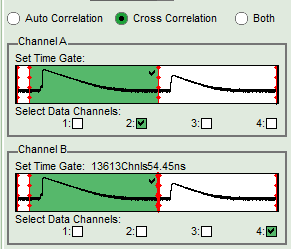 Auto Correlation Cross Correlation Both
Channel A
Set Time Gate:
Select Data Channels:
1: 2: 3: 4:
Channel B
Set Time Gate: 13613Chnls54.45ns
Select Data Channels:
1: 2: 3: 4: